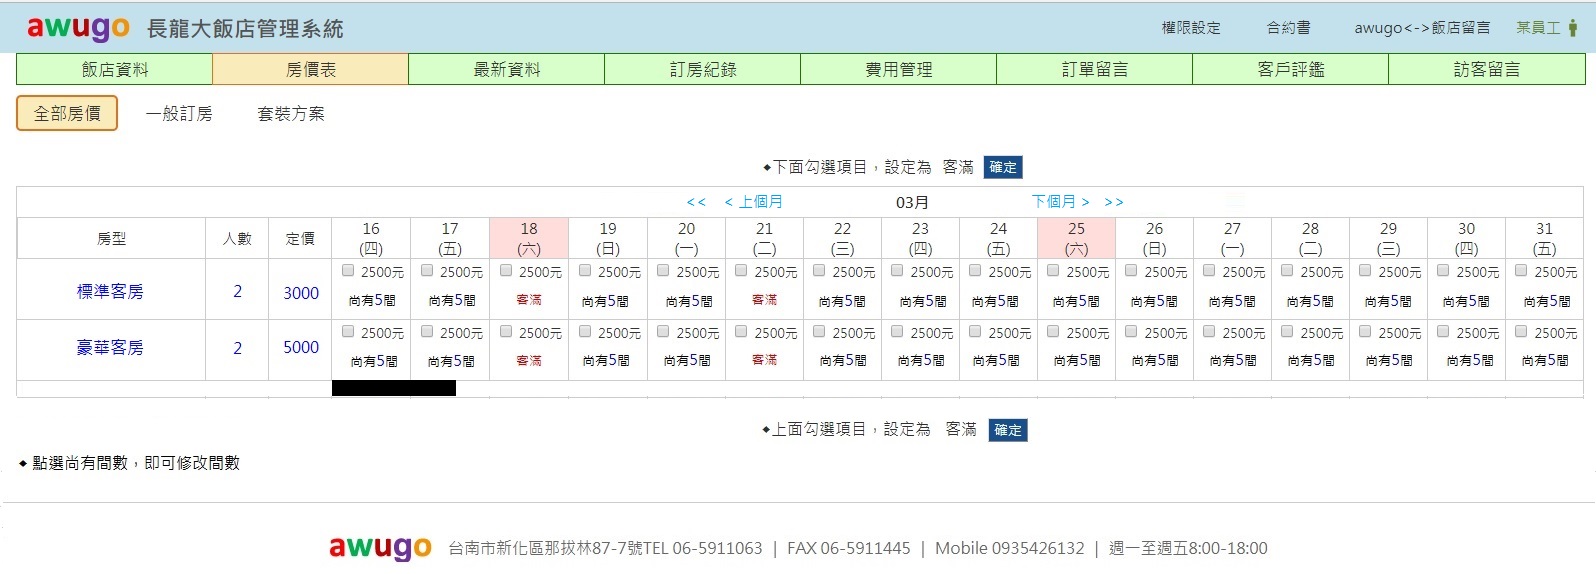 awugo 長龍大飯店管理系統 權限設定 合約書 awugo<->飯店留言 某員工
飯店資料 房價表 最新資料 訂房紀錄 費用管理 訂單留言 客戶評鑑 訪客留言
全部房價 一般訂房 套裝方案
◆下面勾選項目，設定為 客滿 確定
<< < 上個月 03月 下個月 > >>
房型 人數 定價 16 17 18 19 20 21 22 23 24 25 26 27 28 29 30 31
(四) (五) (六) (日) (一) (二) (三) (四) (五) (六) (日) (一) (二) (三) (四) (五)
2500元 2500元 2500元 2500元 2500元 2500元 2500元 2500元 2500元 2500元 2500元 2500元 2500元 2500元 2500元 2500元
標準客房 2 3000
尚有5間 尚有5間 客滿 尚有5間 尚有5間 客滿 尚有5間 尚有5間 尚有5間 尚有5間 尚有5間 尚有5間 尚有5間 尚有5間 尚有5間 尚有5間
2500元 2500元 2500元 2500元 2500元 2500元 2500元 2500元 2500元 2500元 2500元 2500元 2500元 2500元 2500元 2500元
豪華客房 2 5000
尚有5間 尚有5間 客滿 尚有5間 尚有5間 客滿 尚有5間 尚有5間 尚有5間 尚有5間 尚有5間 尚有5間 尚有5間 尚有5間 尚有5間 尚有5間
◆上面勾選項目，設定為 客滿 確定
◆ 點選尚有間數，即可修改間數
awugo 台南市新化區那拔林87-7號TEL 06-5911063 | FAX 06-5911445 | Mobile 0935426132 | 週一至週五8:00-18:00